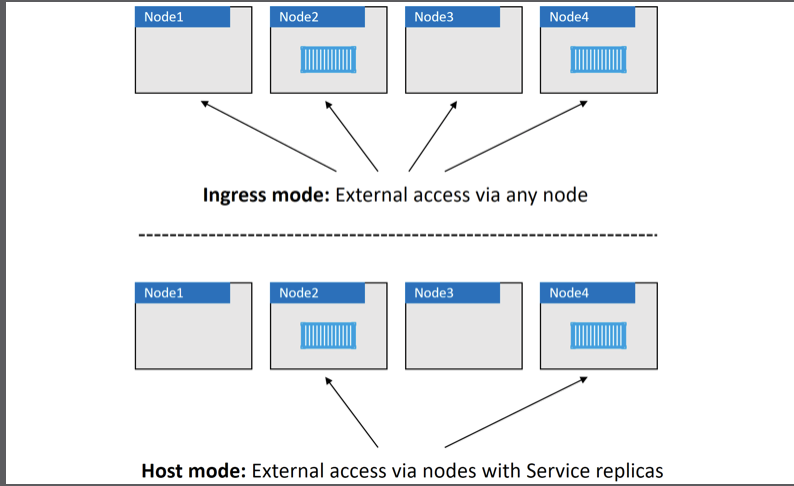 Node1 Node2 Node3 Node4
Ingress mode: External access via any node
Node1 Node2 Node3 Node4
Host mode: External access via nodes with Service replicas